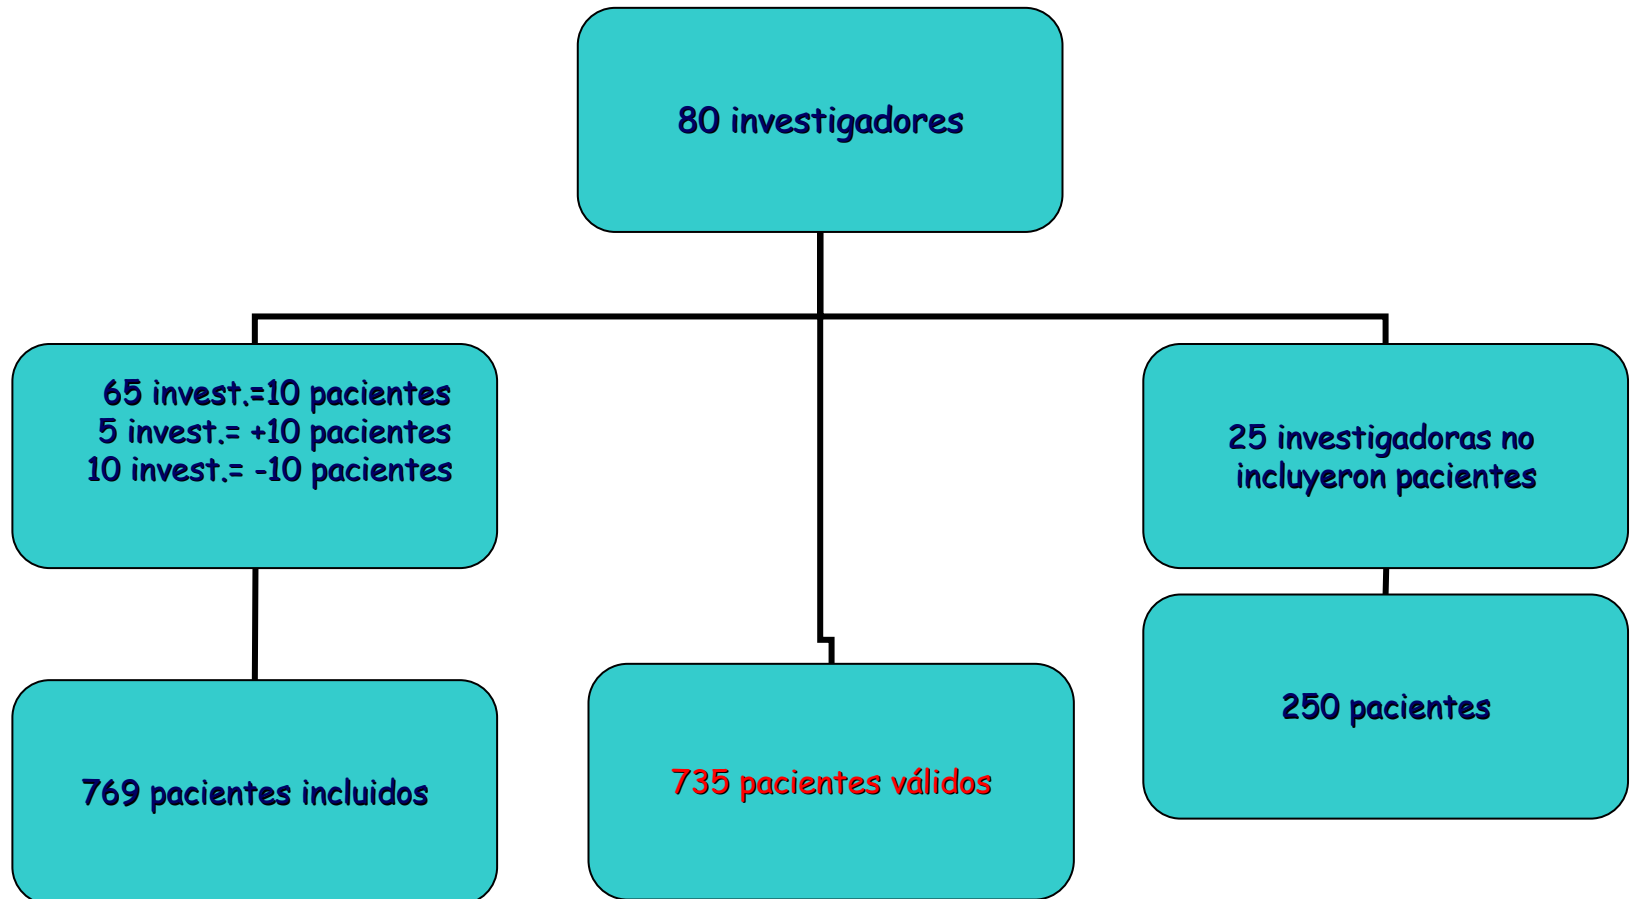 80 investigadores
65 invest.=10 pacientes
5 invest.= +10 pacientes
10 invest.= -10 pacientes
25 investigadoras no
incluyeron pacientes
769 pacientes incluidos
735 pacientes válidos
250 pacientes